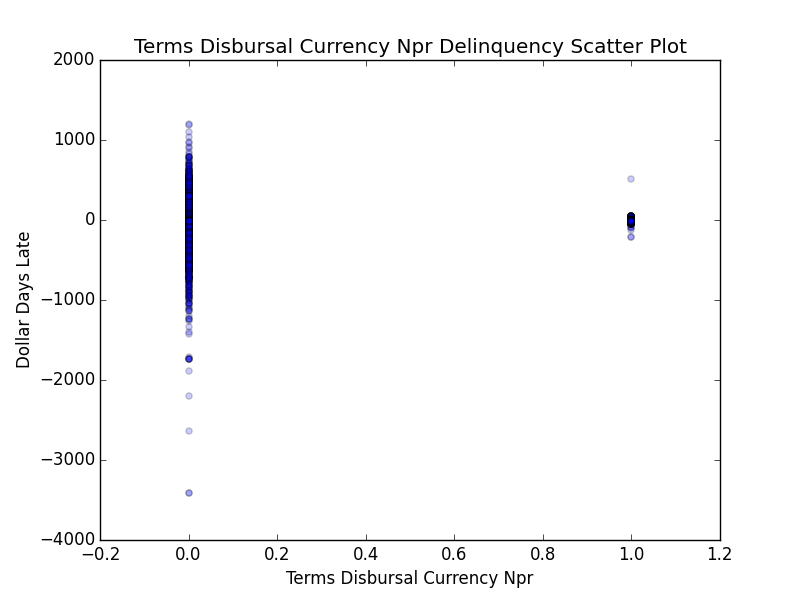 Terms Disbursal Currency Npr Delinquency Scatter Plot
2000
1000
0
−1000
−2000
−3000
−4000
Dollar Days Late
−0.2 0.0 0.2 0.4 0.6 0.8 1.0 1.2
Terms Disbursal Currency Npr